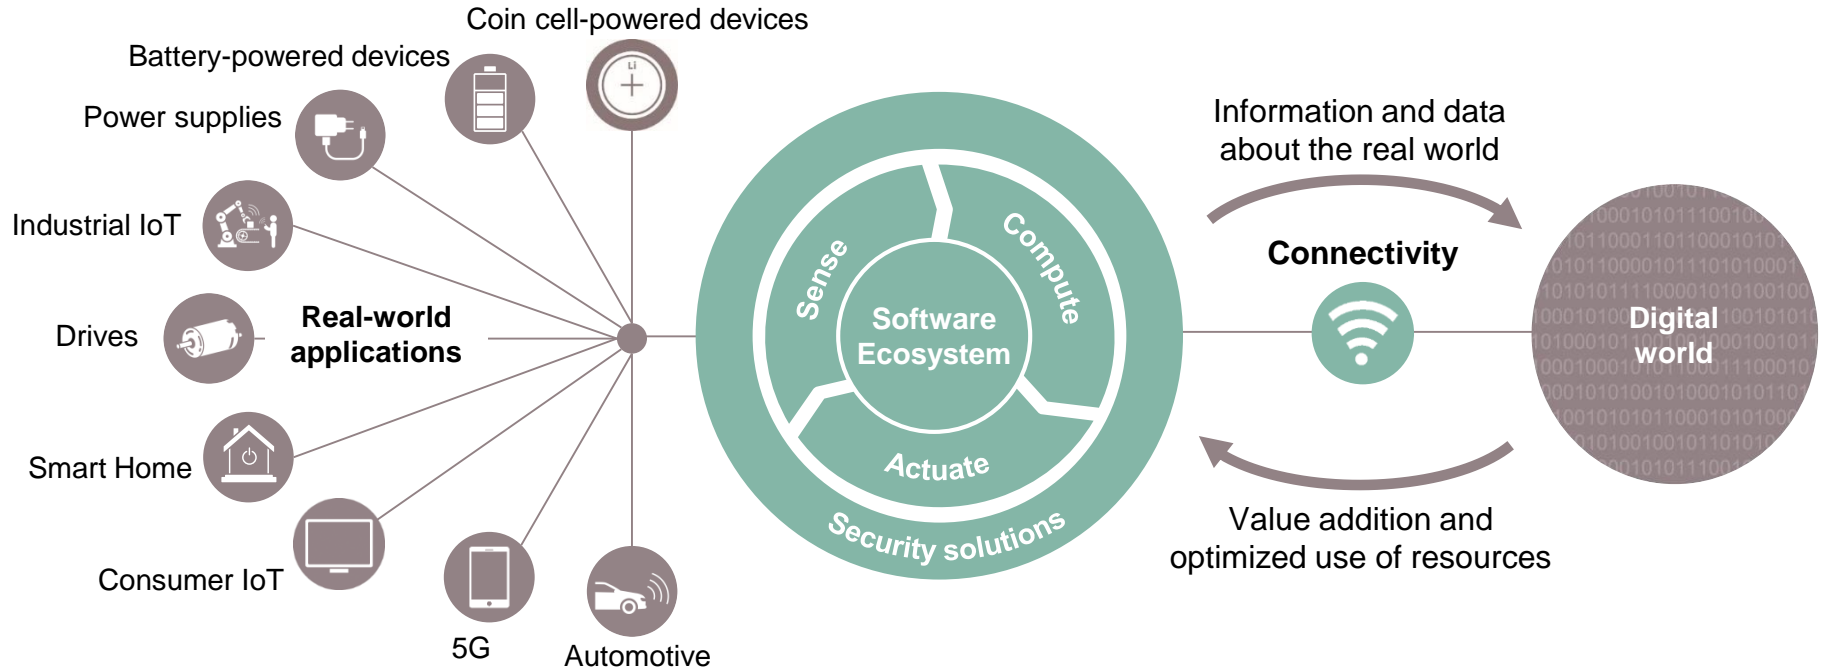 Coin cell-powered devices
Battery-powered devices
Li
Power supplies
Industrial IoT
Drives
Real-world
applications
Smart Home
Consumer IoT
5G
Automotive
Sense
Compute
Actuate
Software
Ecosystem
Security solutions
Information and data
about the real world
Connectivity
Value addition and
optimized use of resources
Digital
world